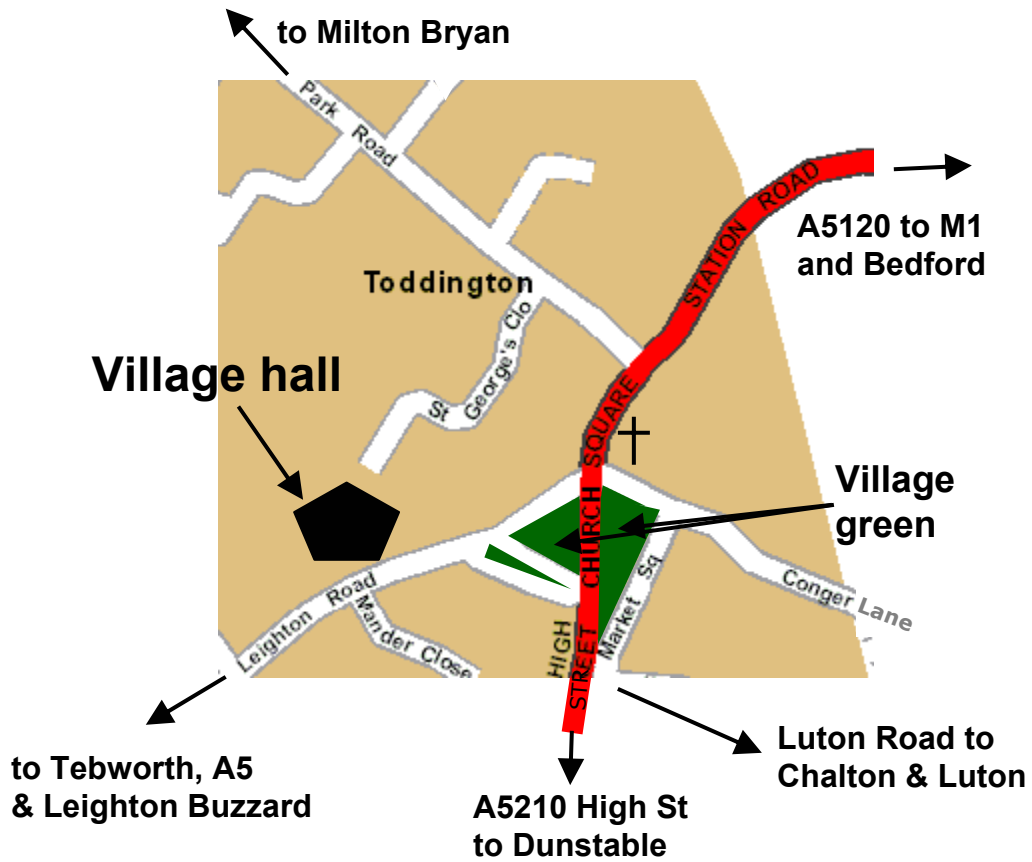 to Milton Bryan
Park Road
STATION ROAD
A5120 to M1
and Bedford
Toddington
St George's Clo
Village hall
CHURCH SQUARE
Village
green
Market Sq
Conger Lane
Leighton Road
Mander Close
HIGH
STREET
to Tebworth, A5
& Leighton Buzzard
A5210 High St
to Dunstable
Luton Road to
Chalton & Luton